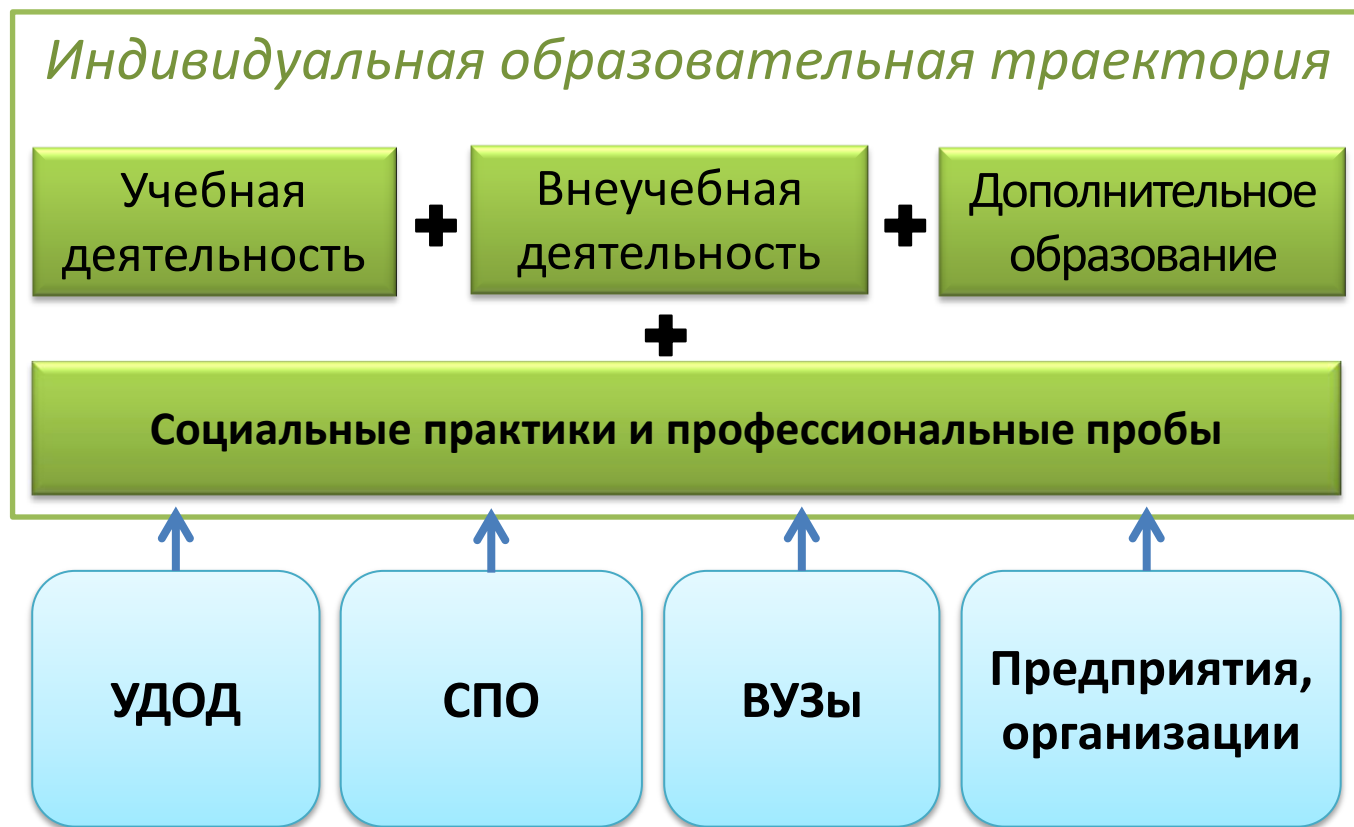 Индивидуальная образовательная траектория
Учебная
деятельность
Внеучебная
деятельность
Дополнительное
образование
Социальные практики и профессиональные пробы
УДОД
СПО
ВУЗы
Предприятия,
организации